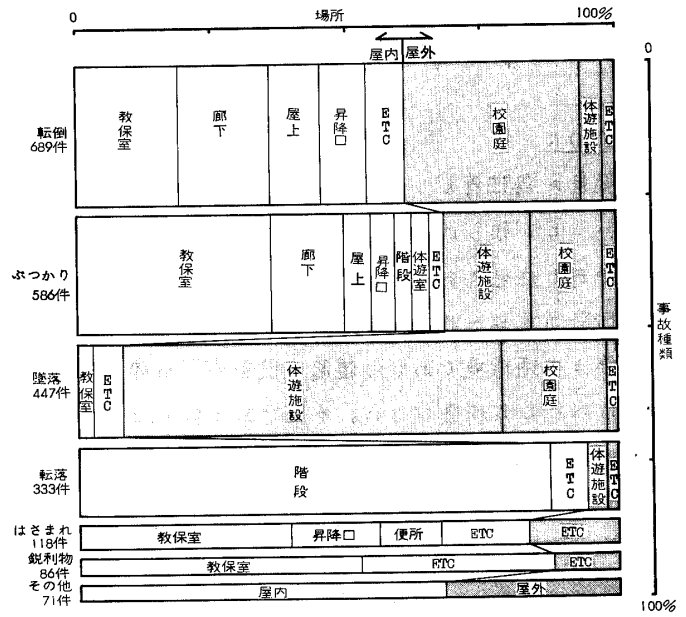 0 場所 100%
屋内 屋外
0
転倒
689件
教保室 廊下 屋上 昇降口 ETC 校園庭 体遊施設 ETC
ぶつかり
586件
教保室 廊下 屋上 昇降口 階段 体遊室 ETC 体遊施設 校園庭 ETC
事故種類
墜落
447件
教保室 ETC 体遊施設 校園庭 ETC
転落
333件
階段 ETC 体遊施設 ETC
はさまれ
118件
教保室 昇降口 便所 ETC ETC
鋭利物
86件
教保室 ETC ETC
その他
71件
屋内 屋外
100%